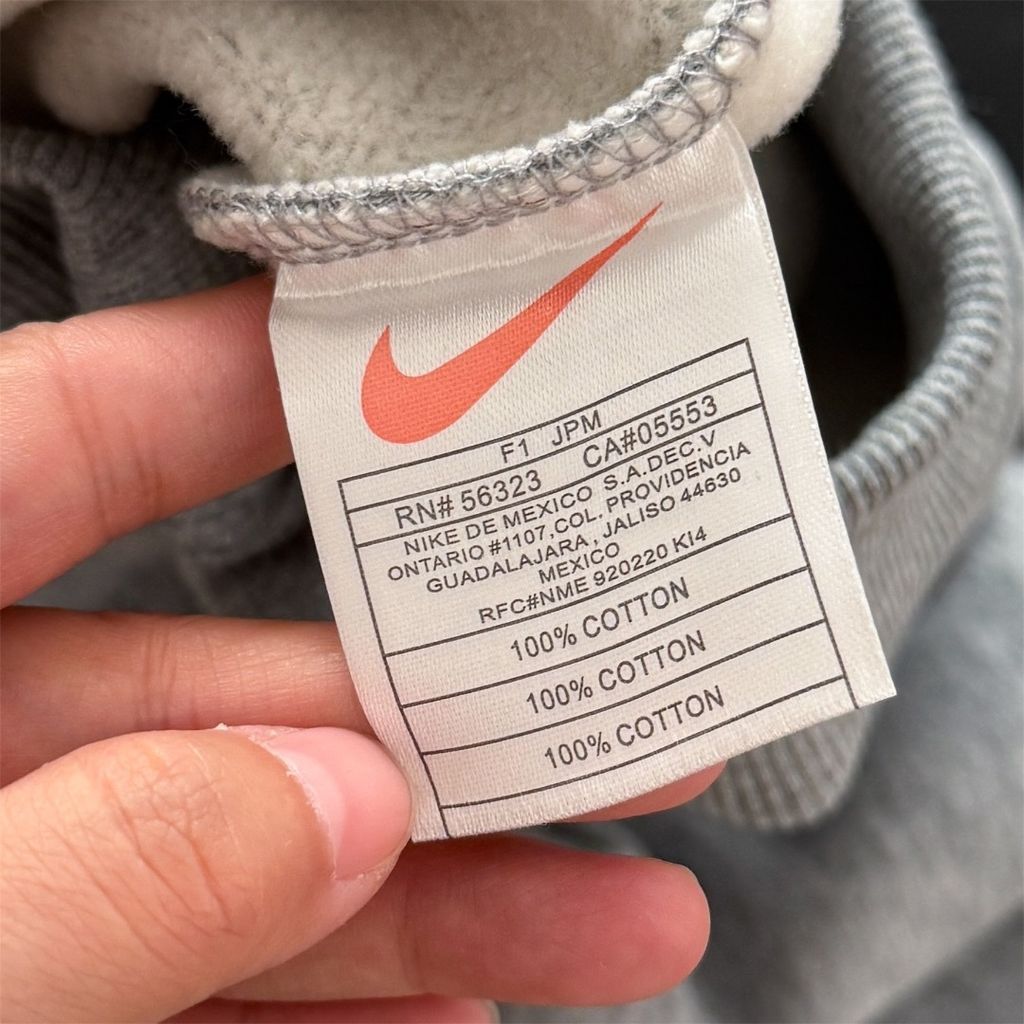 F1 JPM
RN# 56323 CA#05553
NIKE DE MEXICO S.A.DEC.V
ONTARIO #1107,COL. PROVIDENCIA
GUADALAJARA, JALISO 44630
MEXICO
RFC#NME 920220 KI4
100% COTTON
100% COTTON
100% COTTON